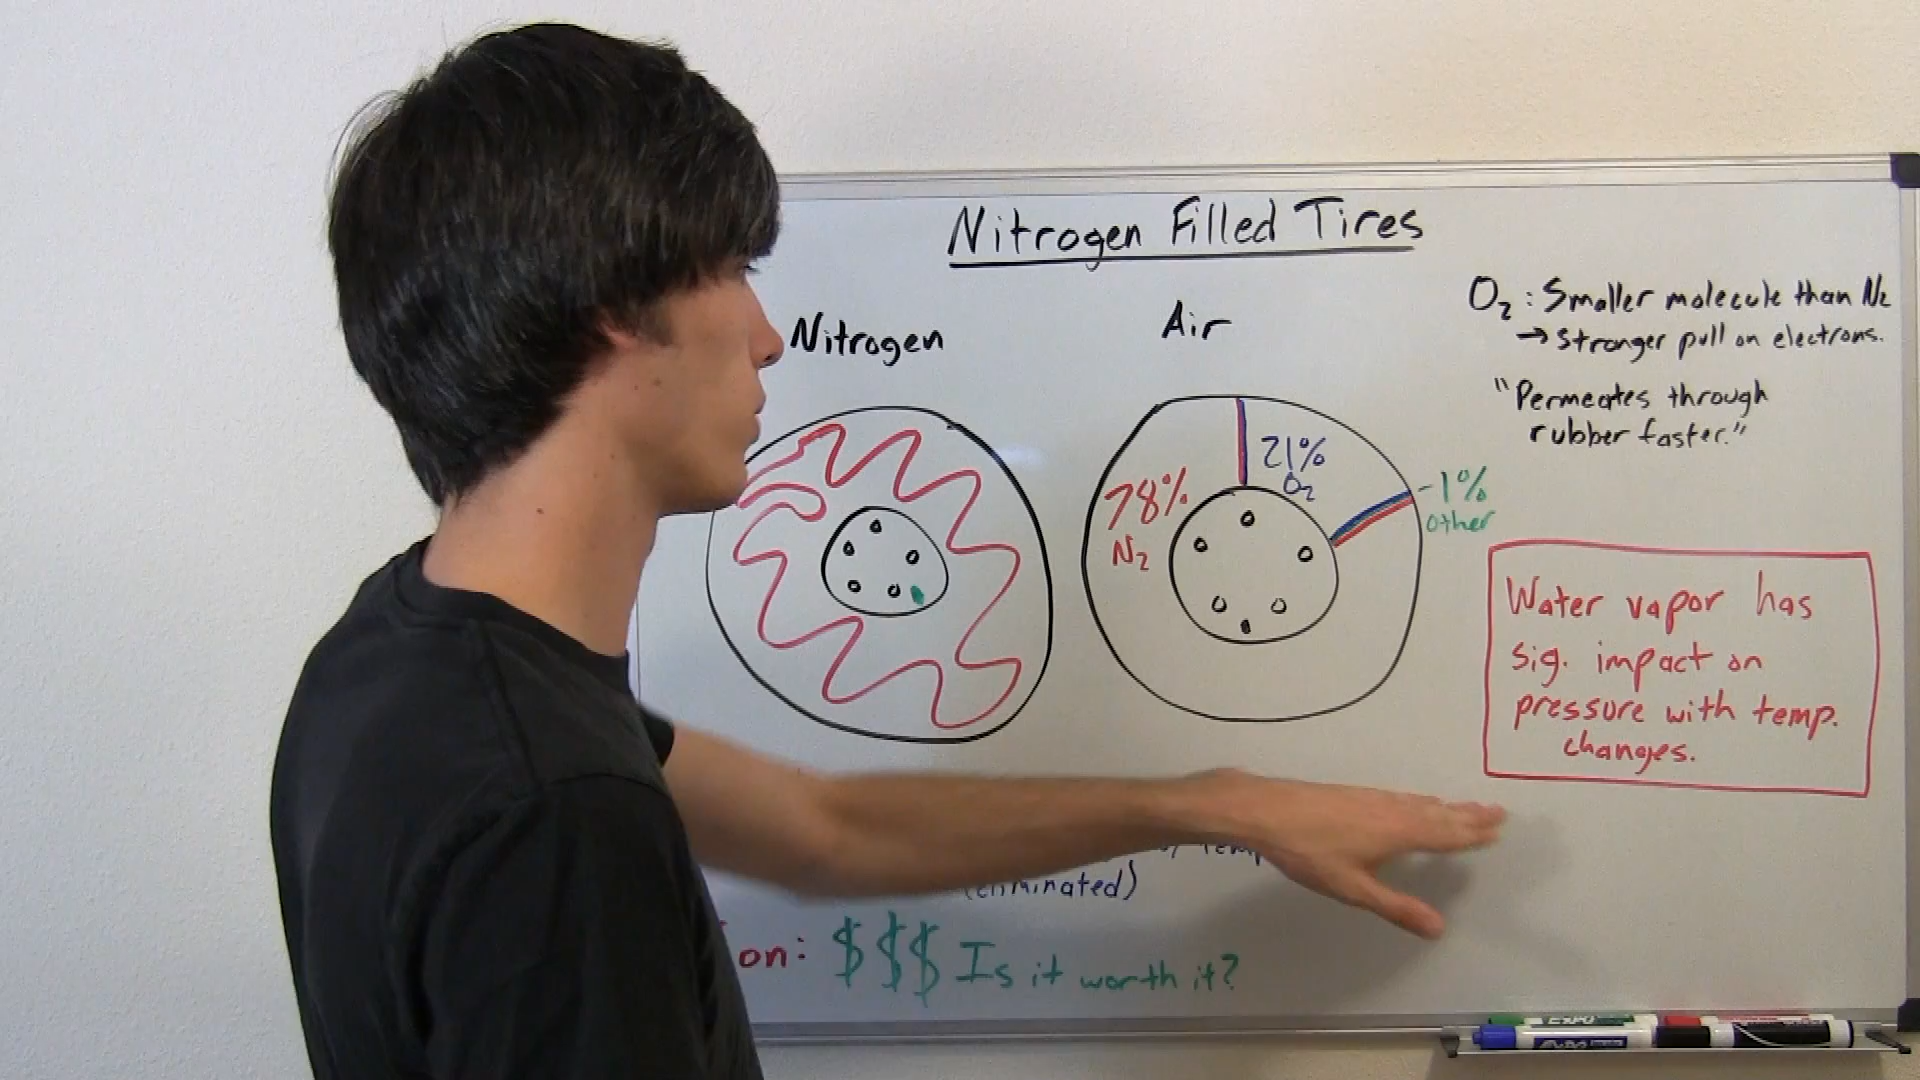 Nitrogen Filled Tires
Nitrogen
Air
O₂: Smaller molecule than N₂
→ Stronger pull on electrons.
"Permeates through
rubber faster."
78%
N₂
21%
O₂
~1%
other
Water vapor has
sig. impact on
pressure with temp.
changes.
(eliminated)
on: $$$ Is it worth it?
EXPO